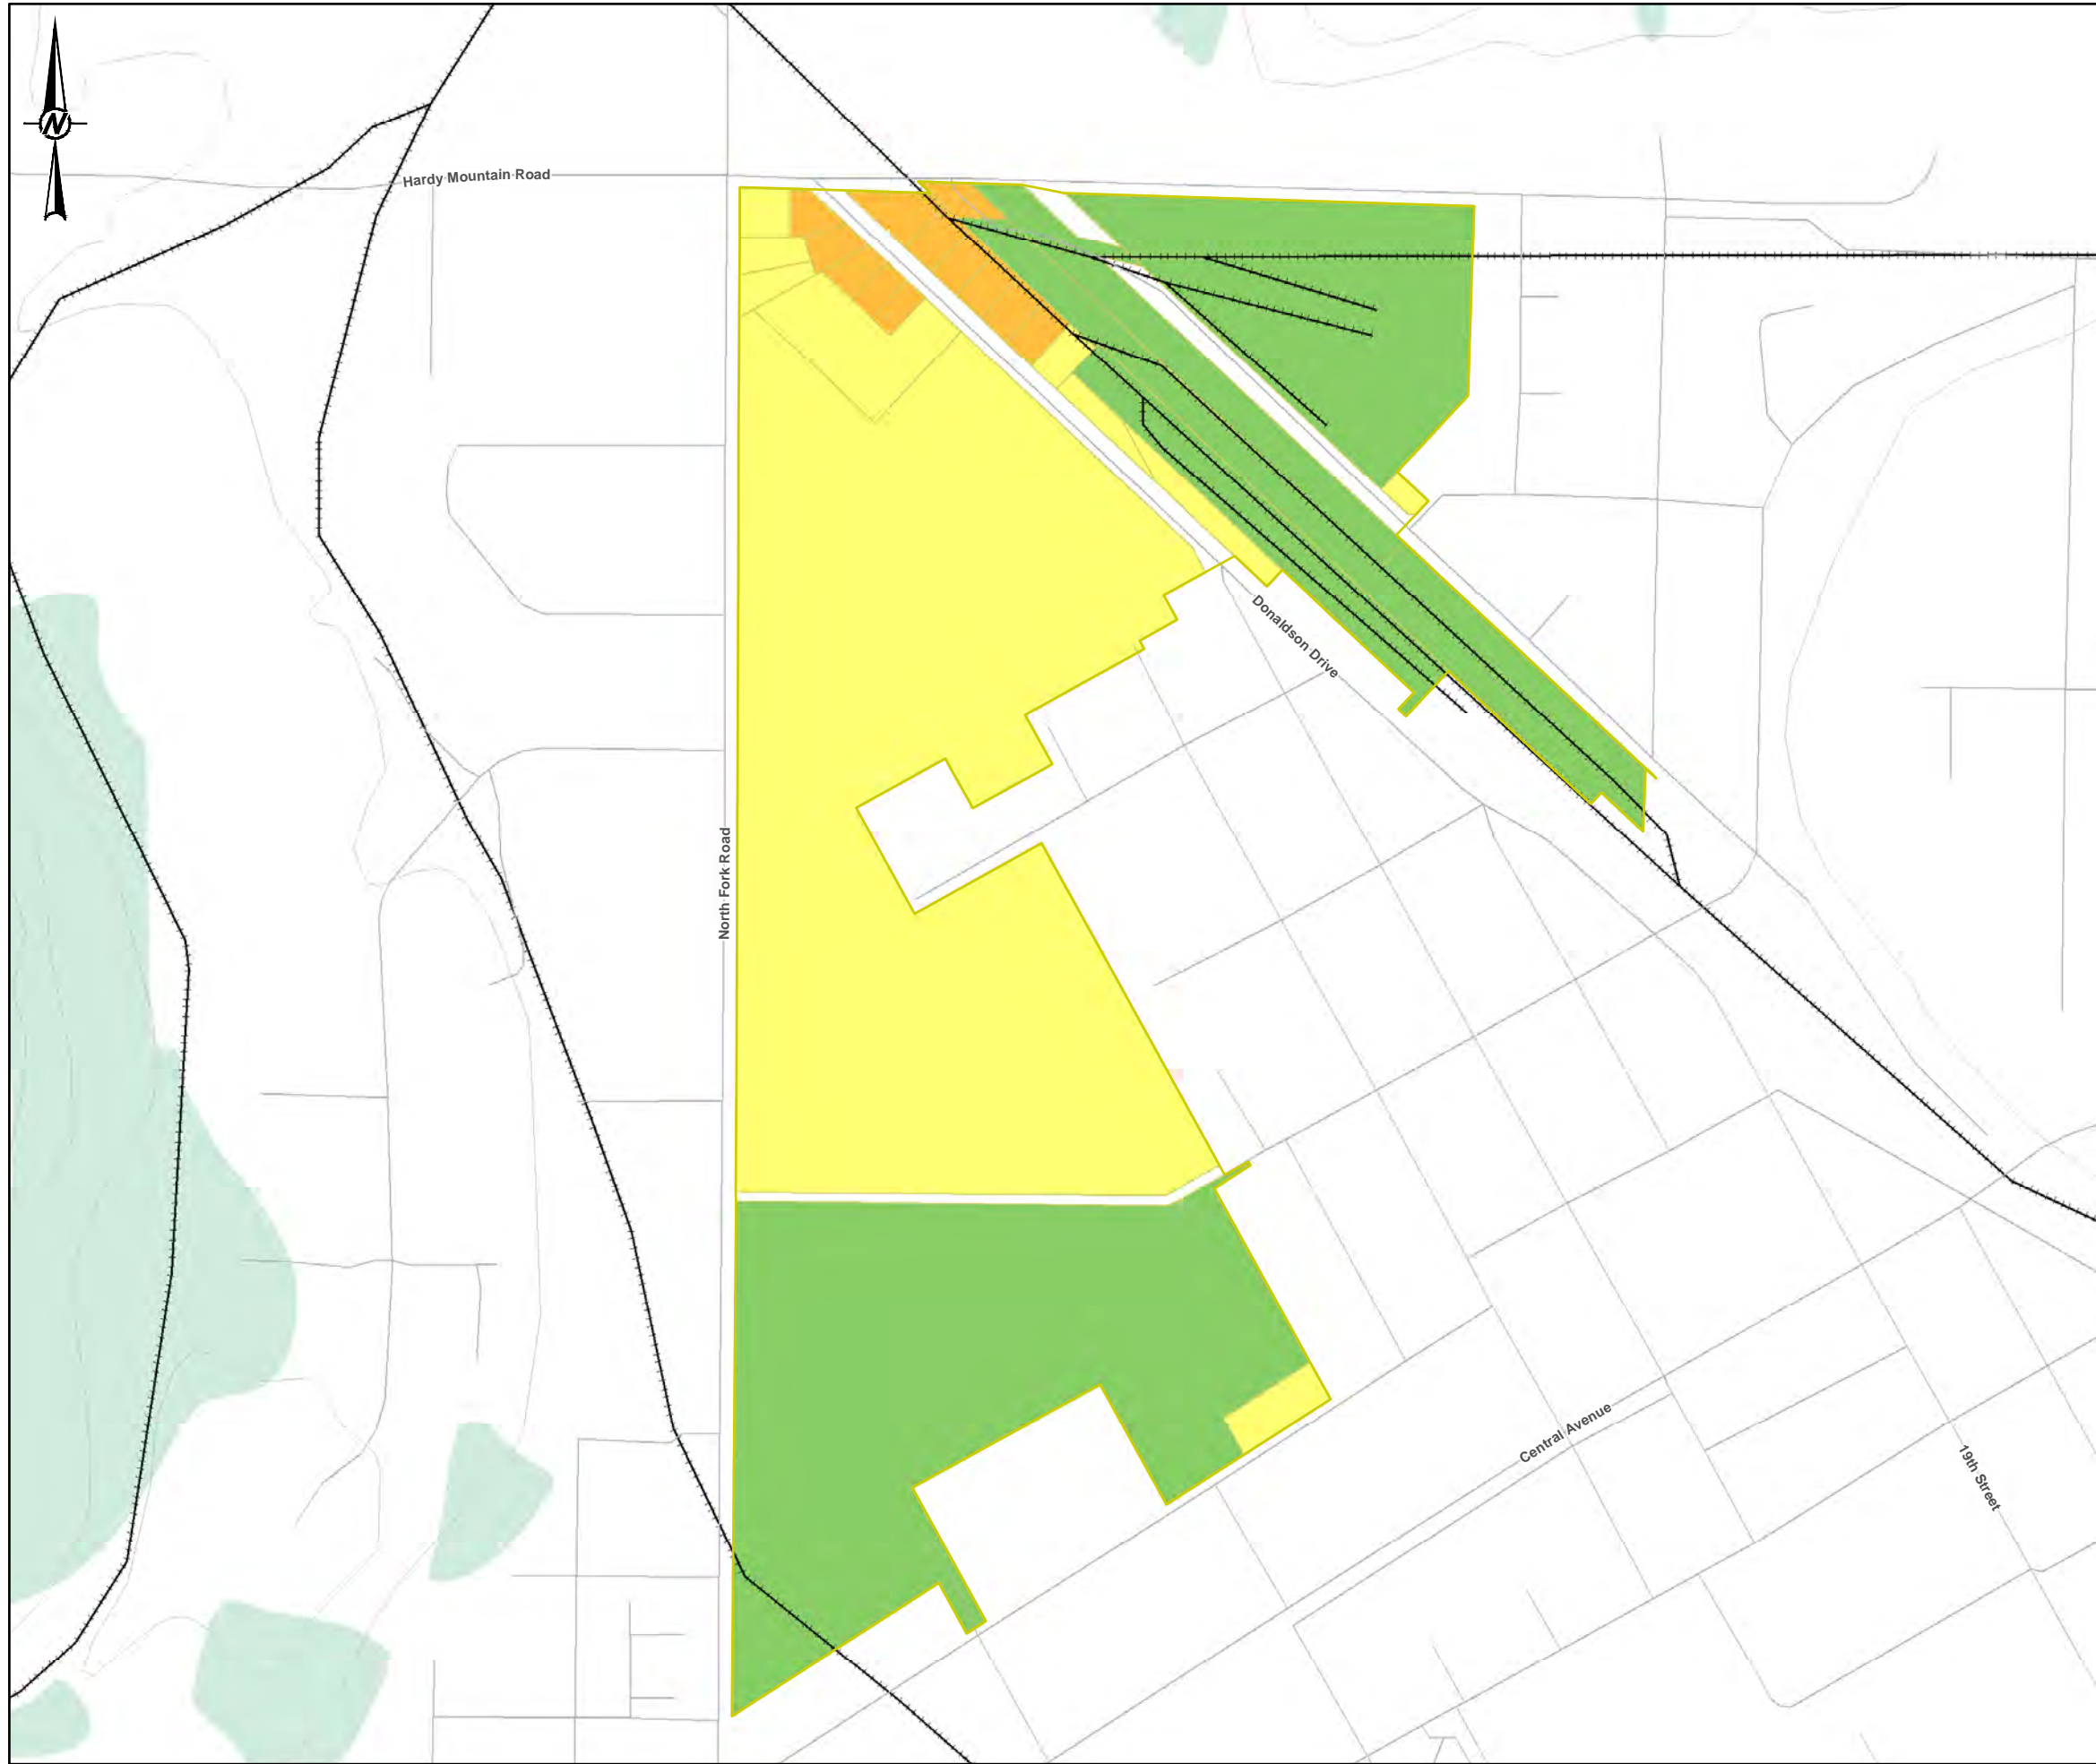 N
Hardy Mountain Road
Donaldson Drive
North Fork Road
Central Avenue
19th Street